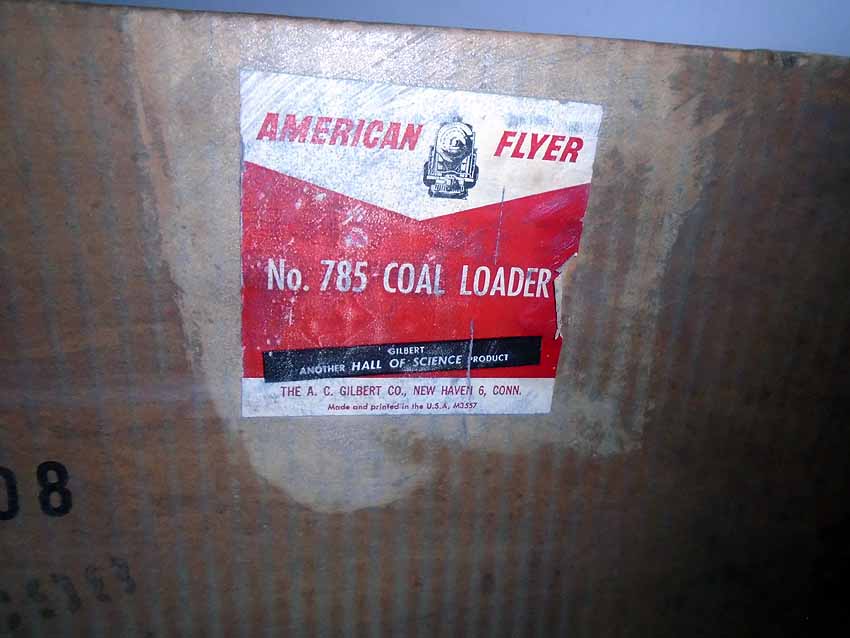 AMERICAN FLYER
No. 785 COAL LOADER
GILBERT
ANOTHER HALL OF SCIENCE PRODUCT
THE A. C. GILBERT CO., NEW HAVEN 6, CONN.
Made and printed in the U.S.A. M3557
08